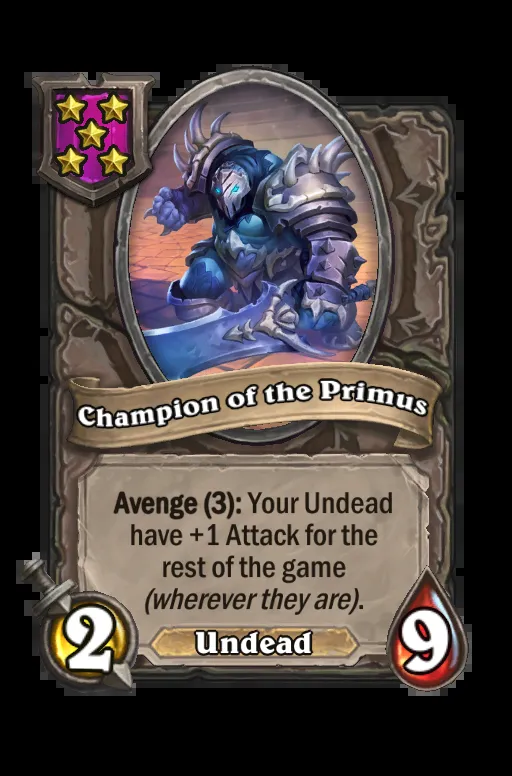 Champion of the Primus
Avenge (3): Your Undead
have +1 Attack for the
rest of the game
(wherever they are).
2
Undead
9